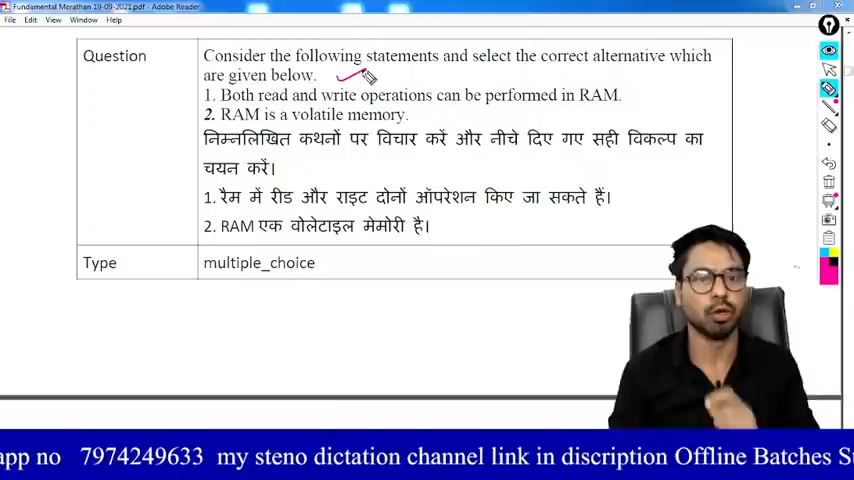 Fundamental Merathan 19-09-2021.pdf - Adobe Reader
File Edit View Window Help
Question
Consider the following statements and select the correct alternative which
are given below.
1. Both read and write operations can be performed in RAM.
2. RAM is a volatile memory.
निम्नलिखित कथनों पर विचार करें और नीचे दिए गए सही विकल्प का
चयन करें।
1. रैम में रीड और राइट दोनों ऑपरेशन किए जा सकते हैं।
2. RAM एक वोलेटाइल मेमोरी है।
Type
multiple_choice
app no 7974249633 my steno dictation channel link in discription Offline Batches